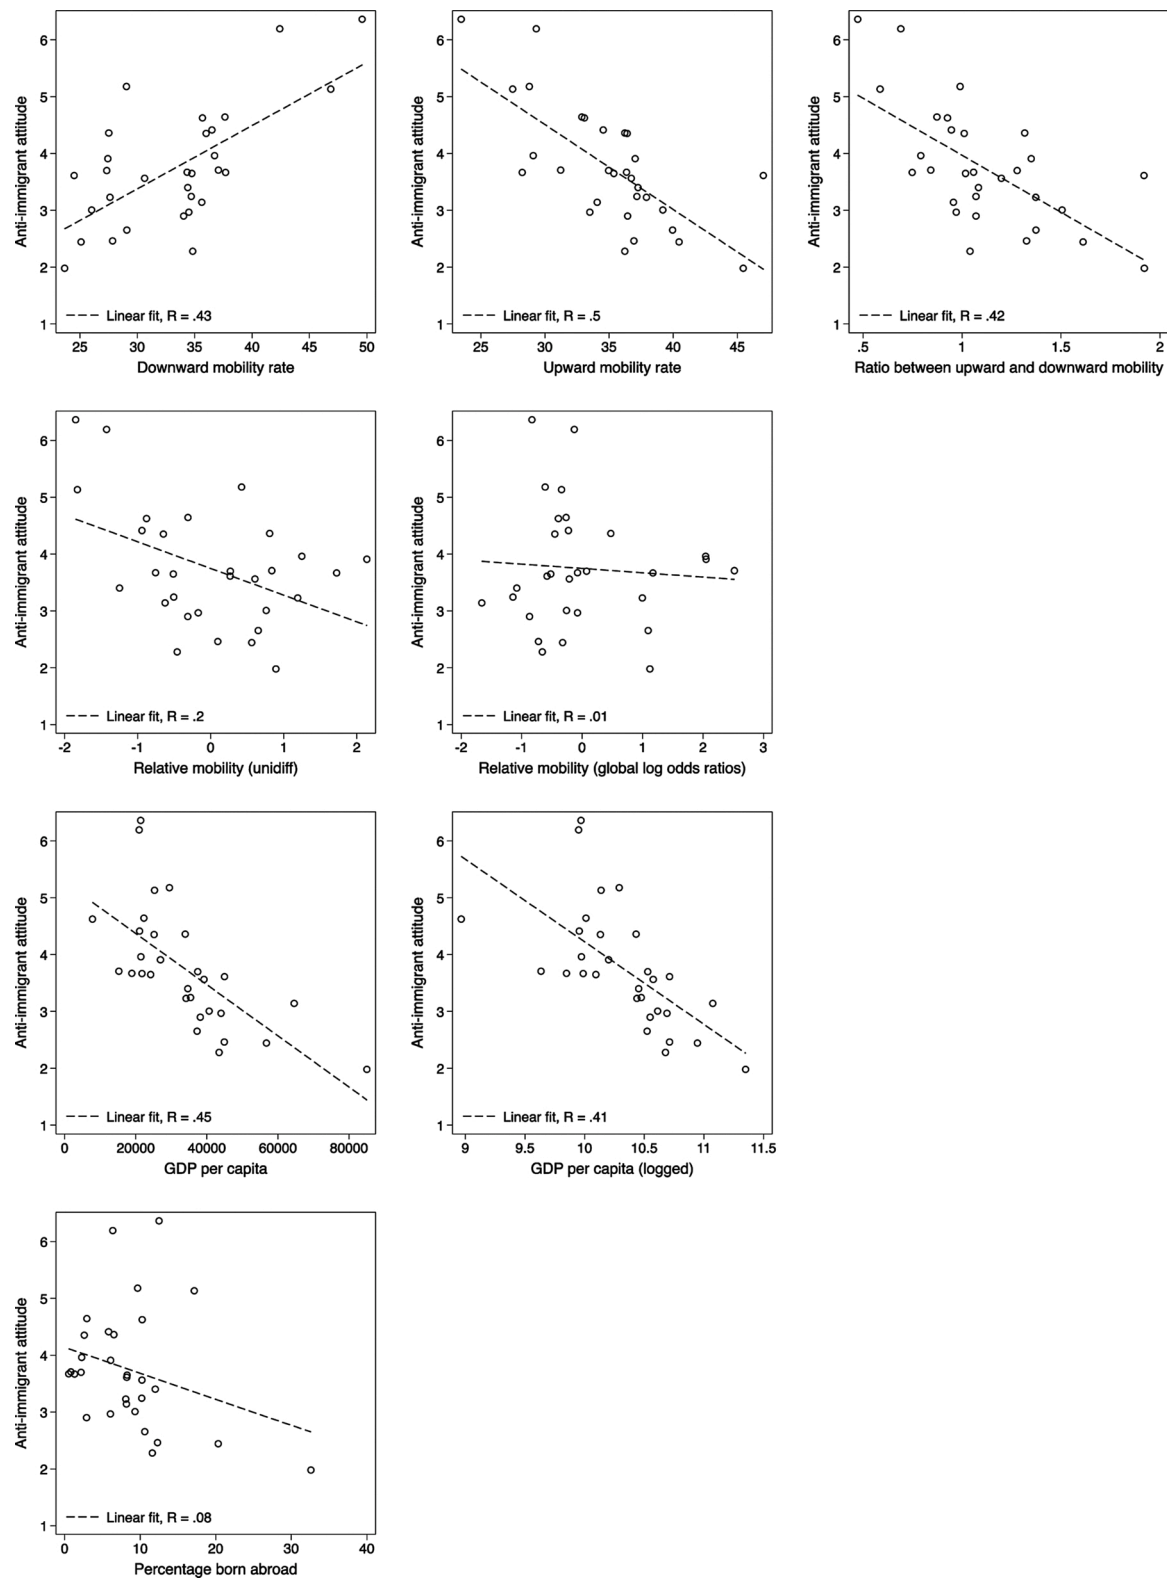 Anti-immigrant attitude
6
5
4
3
2
1
Linear fit, R = .43
25 30 35 40 45 50
Downward mobility rate
Anti-immigrant attitude
6
5
4
3
2
1
Linear fit, R = .5
25 30 35 40 45
Upward mobility rate
Anti-immigrant attitude
6
5
4
3
2
1
Linear fit, R = .42
.5 1 1.5 2
Ratio between upward and downward mobility
Anti-immigrant attitude
6
5
4
3
2
1
Linear fit, R = .2
-2 -1 0 1 2
Relative mobility (unidiff)
Anti-immigrant attitude
6
5
4
3
2
1
Linear fit, R = .01
-2 -1 0 1 2 3
Relative mobility (global log odds ratios)
Anti-immigrant attitude
6
5
4
3
2
1
Linear fit, R = .45
0 20000 40000 60000 80000
GDP per capita
Anti-immigrant attitude
6
5
4
3
2
1
Linear fit, R = .41
9 9.5 10 10.5 11 11.5
GDP per capita (logged)
Anti-immigrant attitude
6
5
4
3
2
1
Linear fit, R = .08
0 10 20 30 40
Percentage born abroad